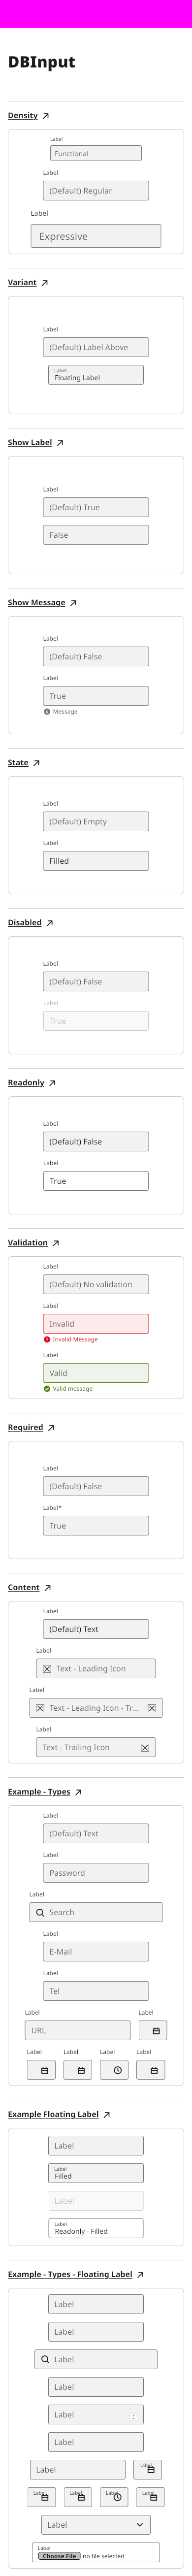 DBInput
Density
Label
Functional
Label
(Default) Regular
Label
Expressive
Variant
Label
(Default) Label Above
Label
Floating Label
Show Label
Label
(Default) True
False
Show Message
Label
(Default) False
Label
True
Message
State
Label
(Default) Empty
Label
Filled
Disabled
Label
(Default) False
Label
True
Readonly
Label
(Default) False
Label
True
Validation
Label
(Default) No validation
Label
Invalid
Invalid Message
Label
Valid
Valid message
Required
Label
(Default) False
Label*
True
Content
Label
(Default) Text
Label
Text - Leading Icon
Label
Text - Leading Icon - Tr...
Label
Text - Trailing Icon
Example - Types
Label
(Default) Text
Label
Password
Label
Search
Label
E-Mail
Label
Tel
Label Label
URL
Label Label Label Label
Example Floating Label
Label
Label
Filled
Label
Label
Readonly - Filled
Example - Types - Floating Label
Label
Label
Label
Label
Label
Label
Label Label
Label Label Label Label
Label
Label
Choose File no file selected